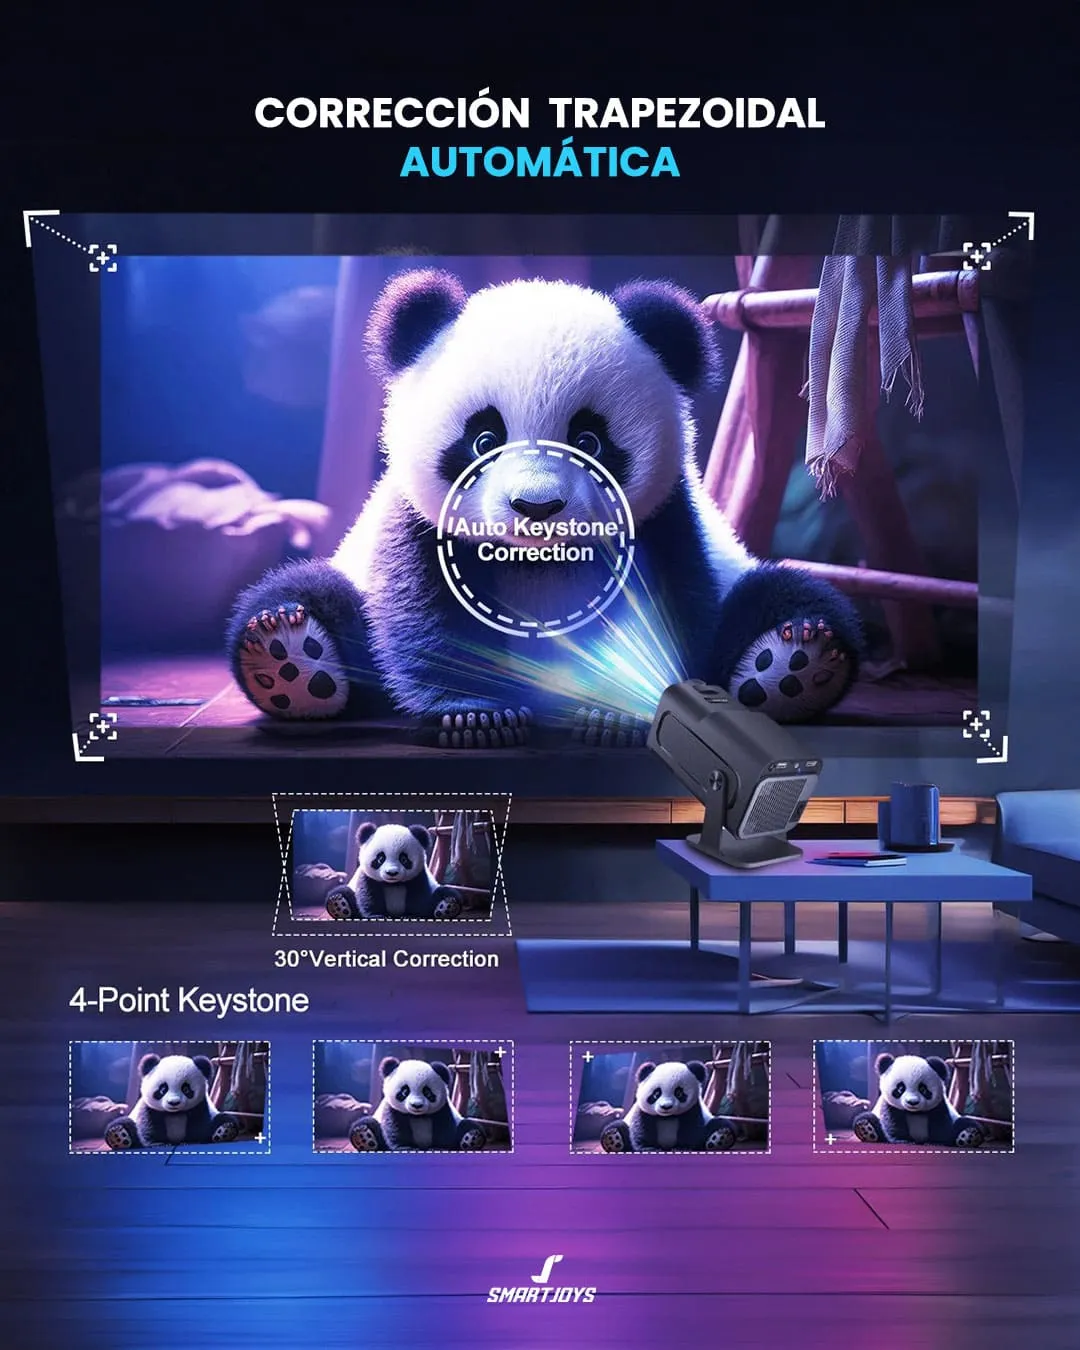 CORRECCIÓN TRAPEZOIDAL
AUTOMÁTICA
Auto Keystone
Correction
30°Vertical Correction
4-Point Keystone
SMARTJOYS